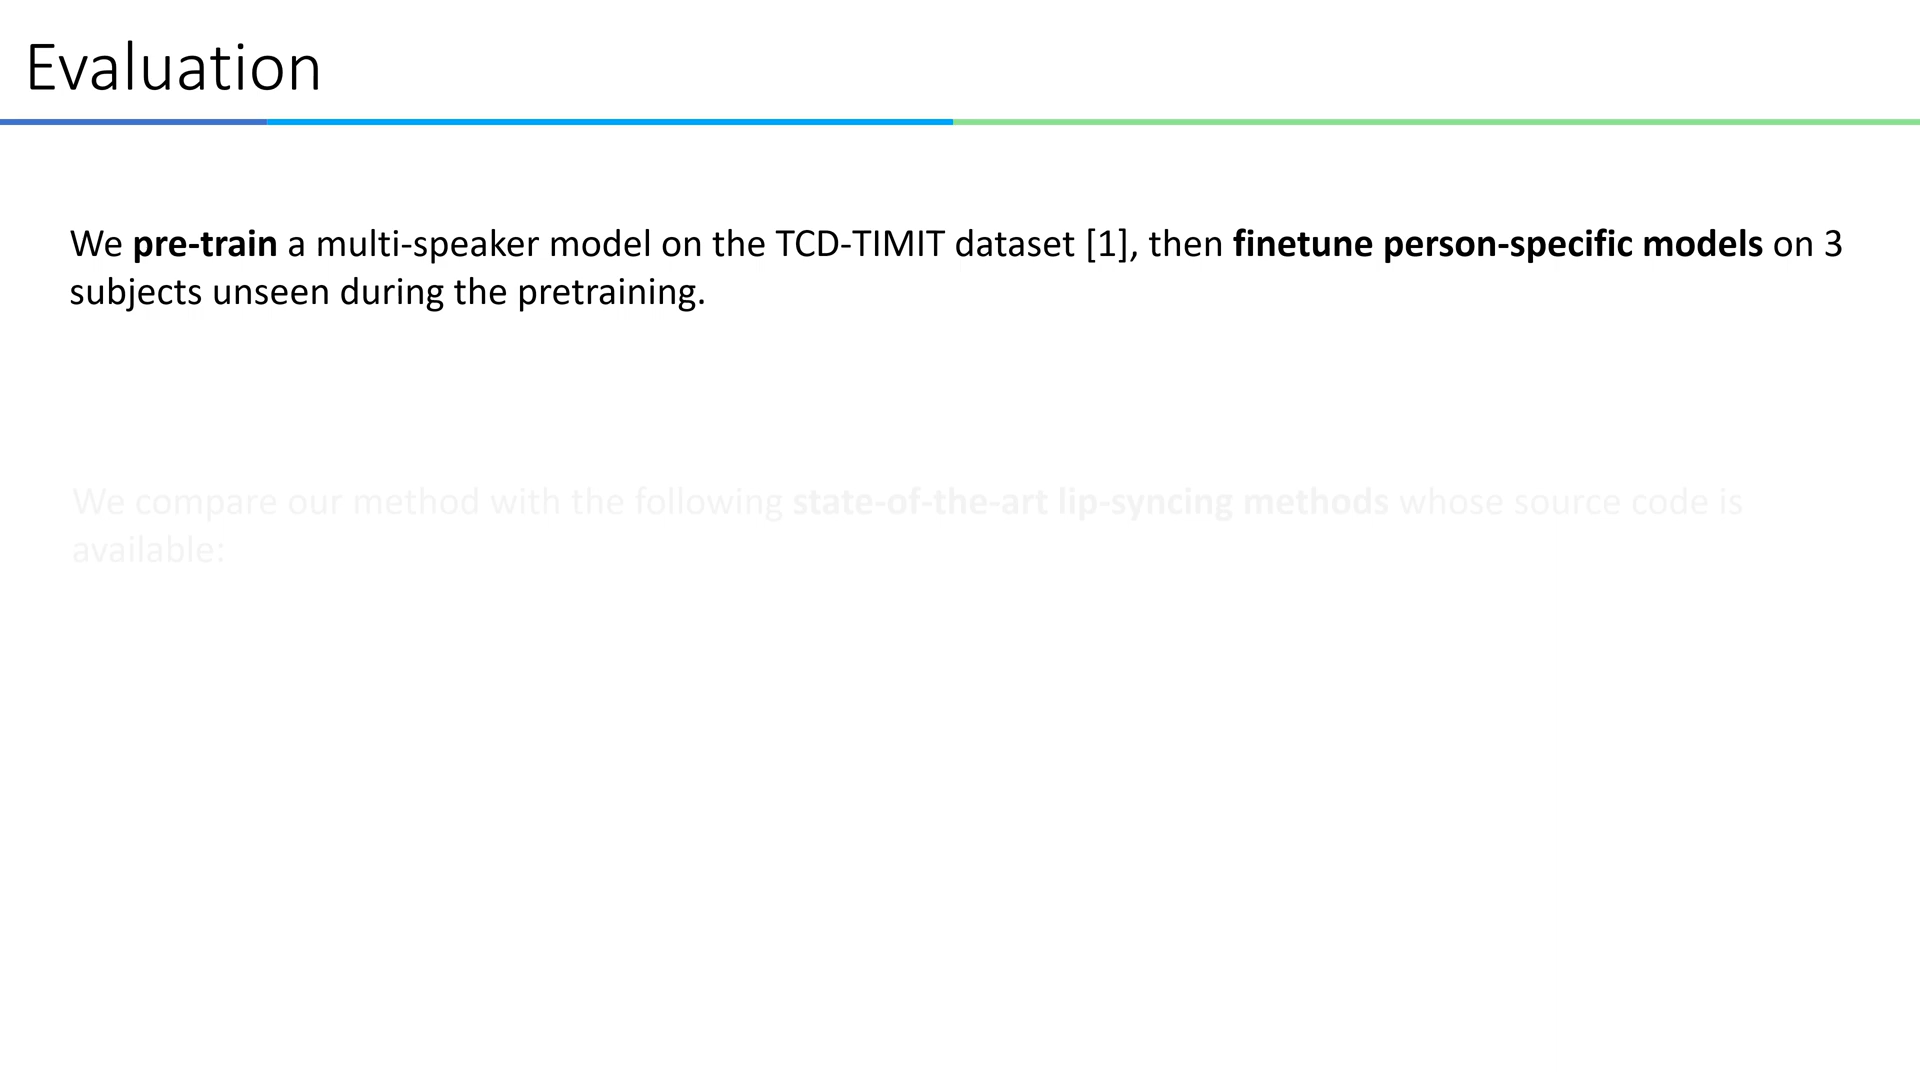 Evaluation
We pre-train a multi-speaker model on the TCD-TIMIT dataset [1], then finetune person-specific models on 3
subjects unseen during the pretraining.
We compare our method with the following state-of-the-art lip-syncing methods whose source code is
available: